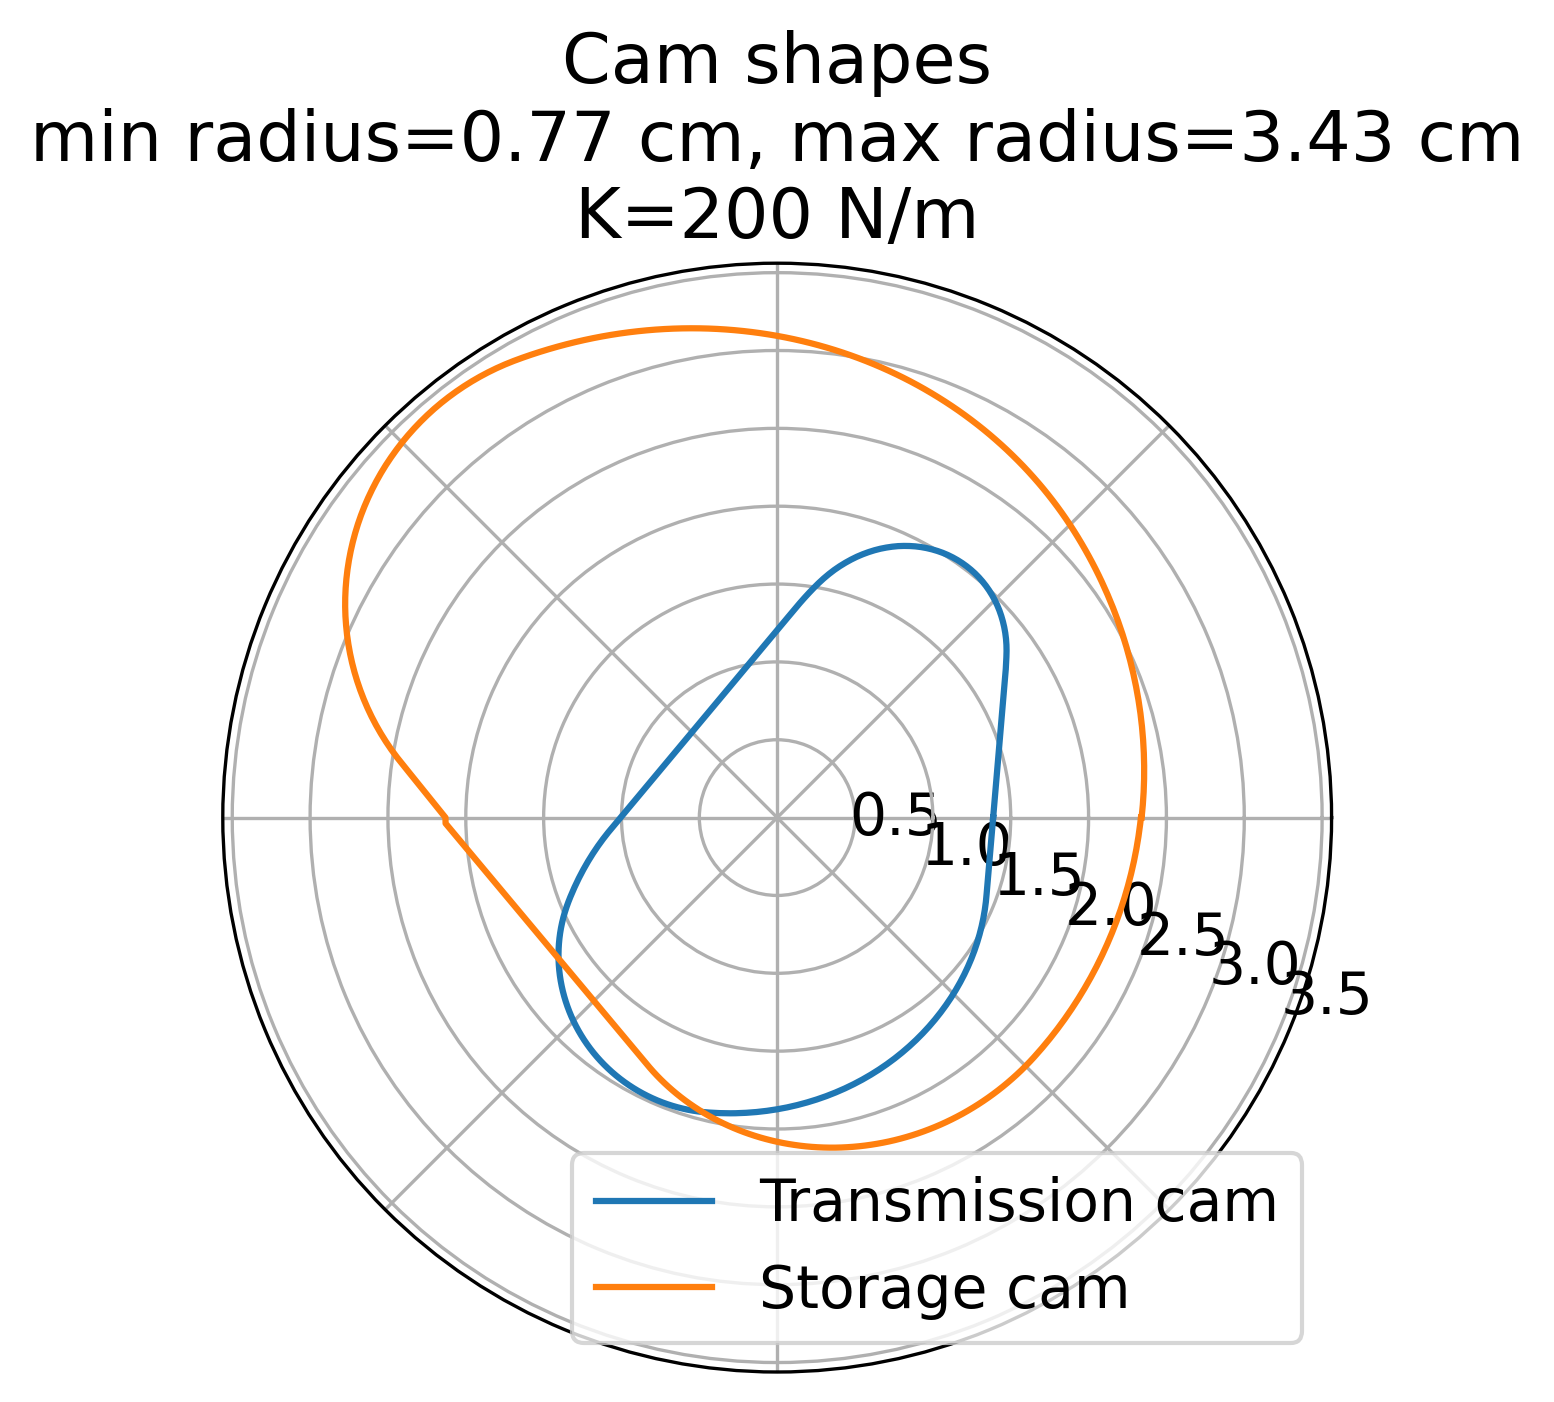 Cam shapes
min radius=0.77 cm, max radius=3.43 cm
K=200 N/m
0.5
1.0
1.5
2.0
2.5
3.0
3.5
Transmission cam
Storage cam